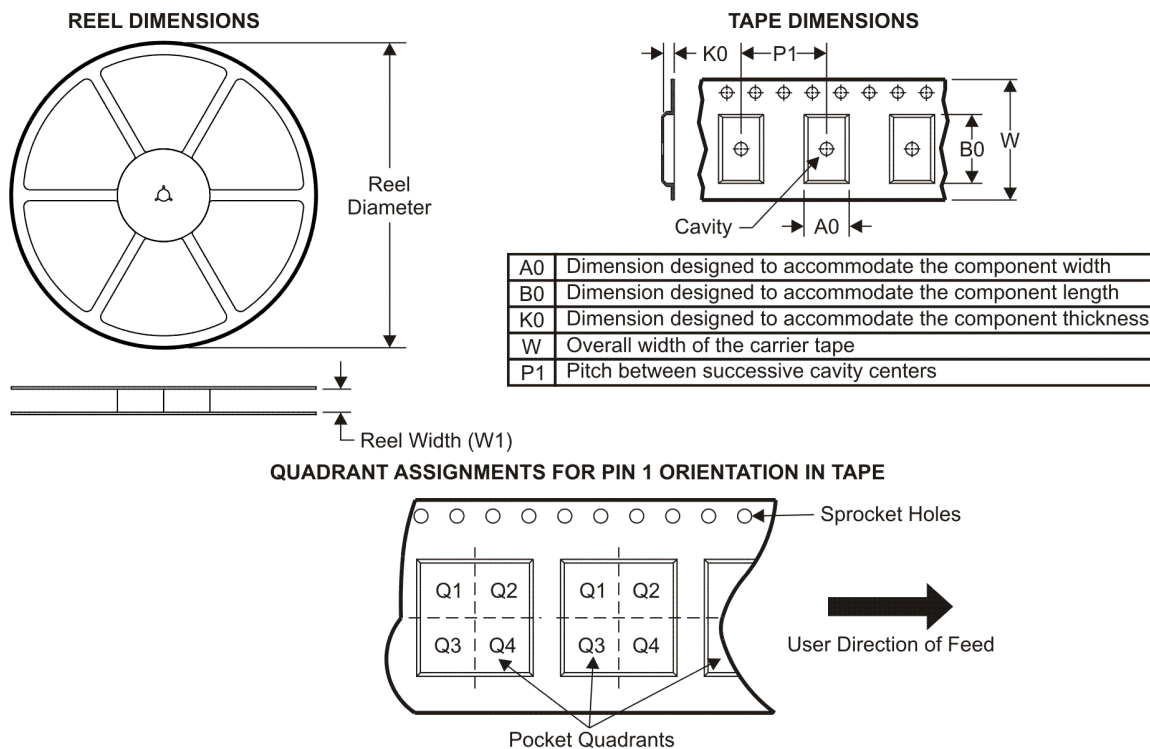 REEL DIMENSIONS
Reel
Diameter
Reel Width (W1)
TAPE DIMENSIONS
K0
P1
B0
W
Cavity
A0
A0 Dimension designed to accommodate the component width
B0 Dimension designed to accommodate the component length
K0 Dimension designed to accommodate the component thickness
W Overall width of the carrier tape
P1 Pitch between successive cavity centers
QUADRANT ASSIGNMENTS FOR PIN 1 ORIENTATION IN TAPE
Sprocket Holes
Q1 Q2 Q1 Q2
Q3 Q4 Q3 Q4
User Direction of Feed
Pocket Quadrants